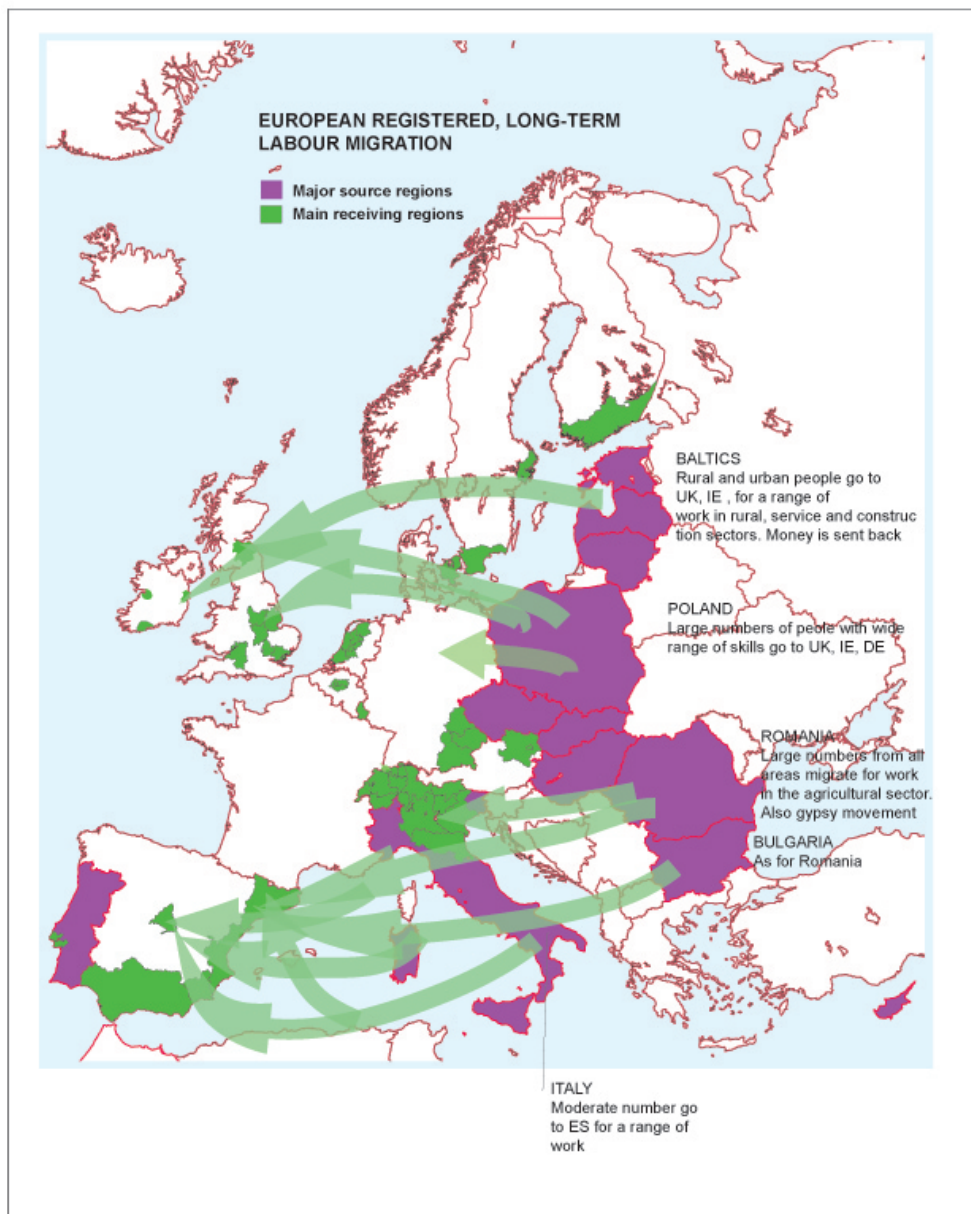 EUROPEAN REGISTERED, LONG-TERM
LABOUR MIGRATION
Major source regions
Main receiving regions
BALTICS
Rural and urban people go to
UK, IE , for a range of
work in rural, service and construc
tion sectors. Money is sent back
POLAND
Large numbers of peole with wide
range of skills go to UK, IE, DE
ROMANIA
Large numbers from all
areas migrate for work
in the agricultural sector.
Also gypsy movement
BULGARIA
As for Romania
ITALY
Moderate number go
to ES for a range of
work